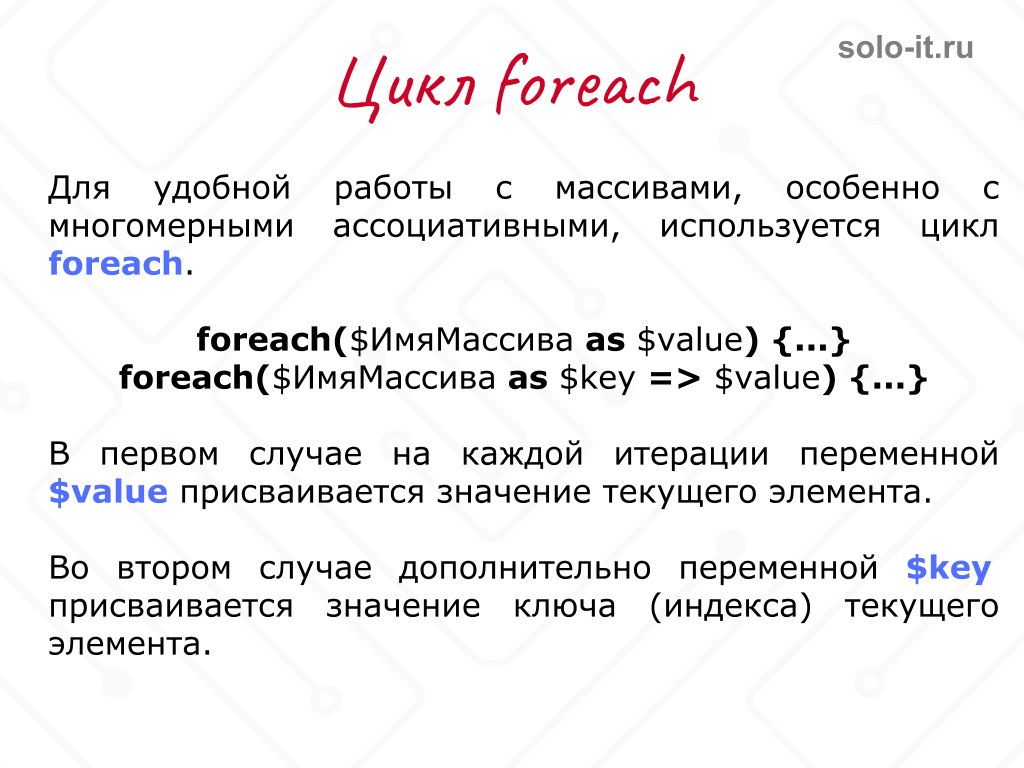 solo-it.ru
Цикл foreach
Для удобной работы с массивами, особенно с
многомерными ассоциативными, используется цикл
foreach.
foreach($ИмяМассива as $value) {...}
foreach($ИмяМассива as $key => $value) {...}
В первом случае на каждой итерации переменной
$value присваивается значение текущего элемента.
Во втором случае дополнительно переменной $key
присваивается значение ключа (индекса) текущего
элемента.